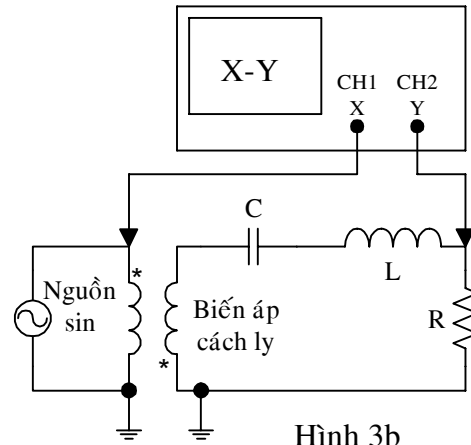 X-Y
CH1 CH2
X Y
C
L
*
Nguồn
sin
Biến áp
cách ly
*
R
Hình 3b